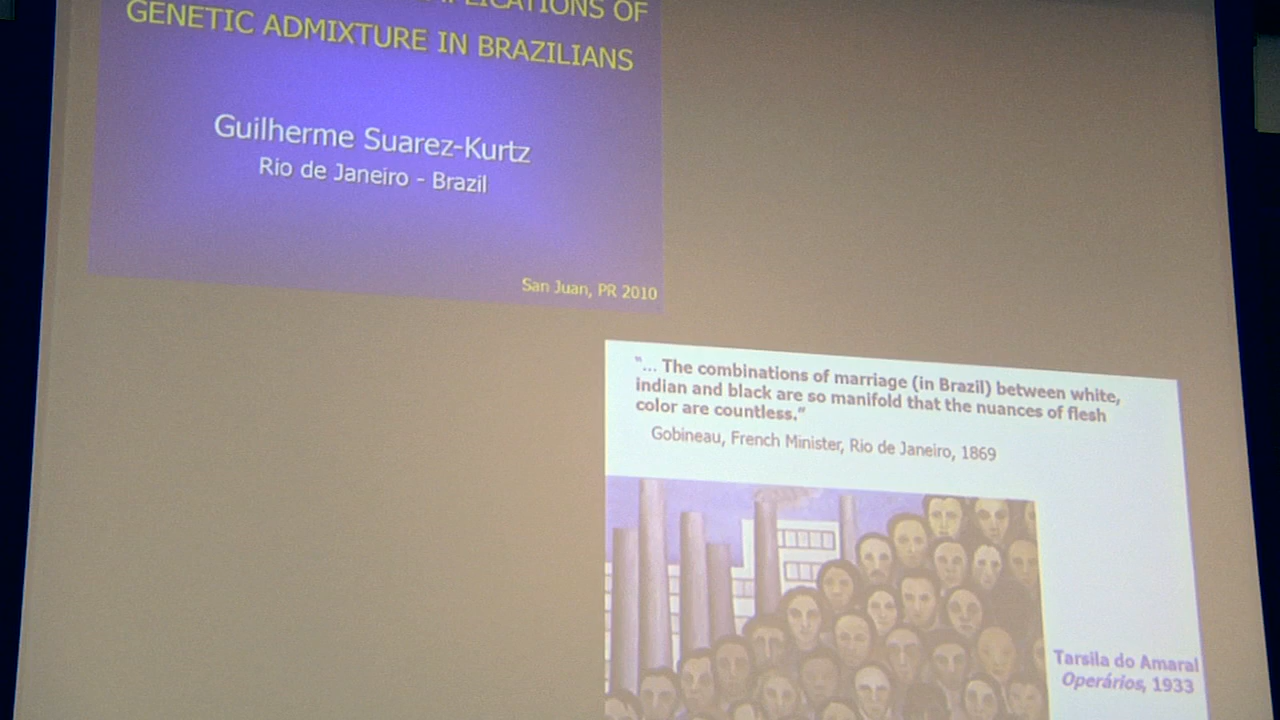 OF
GENETIC ADMIXTURE IN BRAZILIANS
Guilherme Suarez-Kurtz
Rio de Janeiro - Brazil
San Juan, PR 2010
"... The combinations of marriage (in Brazil) between white,
indian and black are so manifold that the nuances of flesh
color are countless."
Gobineau, French Minister, Rio de Janeiro, 1869
Tarsila do Amaral
Operários, 1933